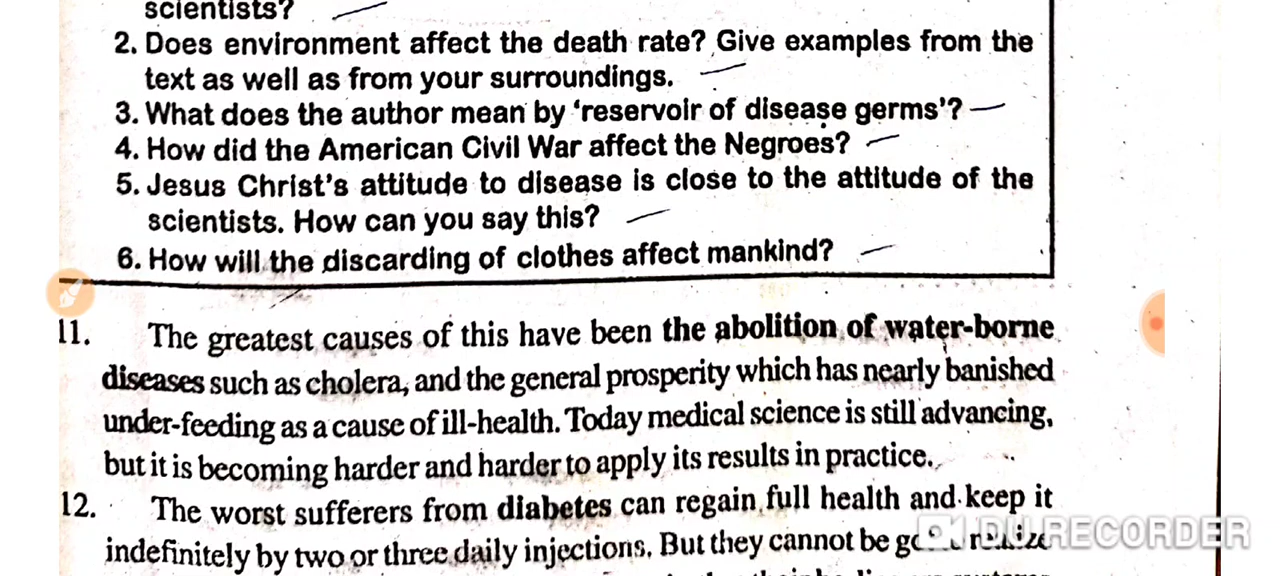 scientists?
2. Does environment affect the death rate? Give examples from the
text as well as from your surroundings.
3. What does the author mean by 'reservoir of disease germs'?
4. How did the American Civil War affect the Negroes?
5. Jesus Christ's attitude to disease is close to the attitude of the
scientists. How can you say this?
6. How will the discarding of clothes affect mankind?
11. The greatest causes of this have been the abolition of water-borne
diseases such as cholera, and the general prosperity which has nearly banished
under-feeding as a cause of ill-health. Today medical science is still advancing,
but it is becoming harder and harder to apply its results in practice.
12. The worst sufferers from diabetes can regain full health and keep it
indefinitely by two or three daily injections. But they cannot be
DU RECORDER